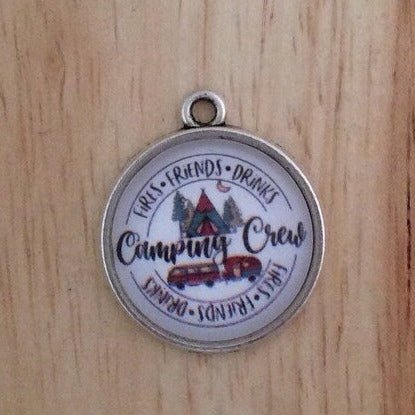 FIRES • FRIENDS • DRINKS
Camping Crew
FIRES • FRIENDS • DRINKS